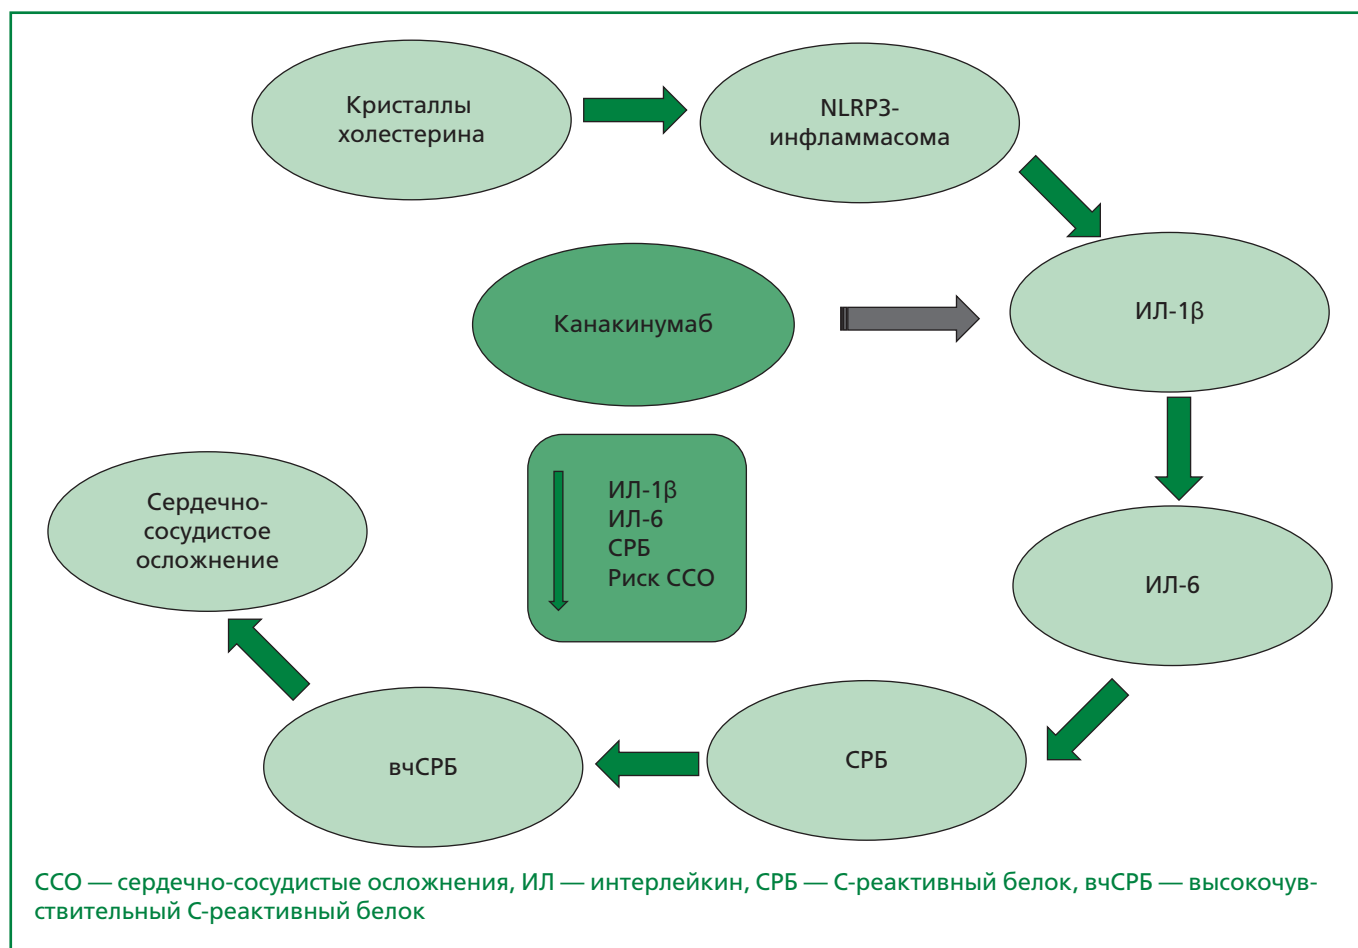 Кристаллы
холестерина
NLRP3-
инфламмасома
ИЛ-1β
Канакинумаб
ИЛ-1β
ИЛ-6
СРБ
Риск ССО
Сердечно-
сосудистое
осложнение
ИЛ-6
СРБ
вчСРБ
ССО — сердечно-сосудистые осложнения, ИЛ — интерлейкин, СРБ — С-реактивный белок, вчСРБ — высокочув-
ствительный С-реактивный белок